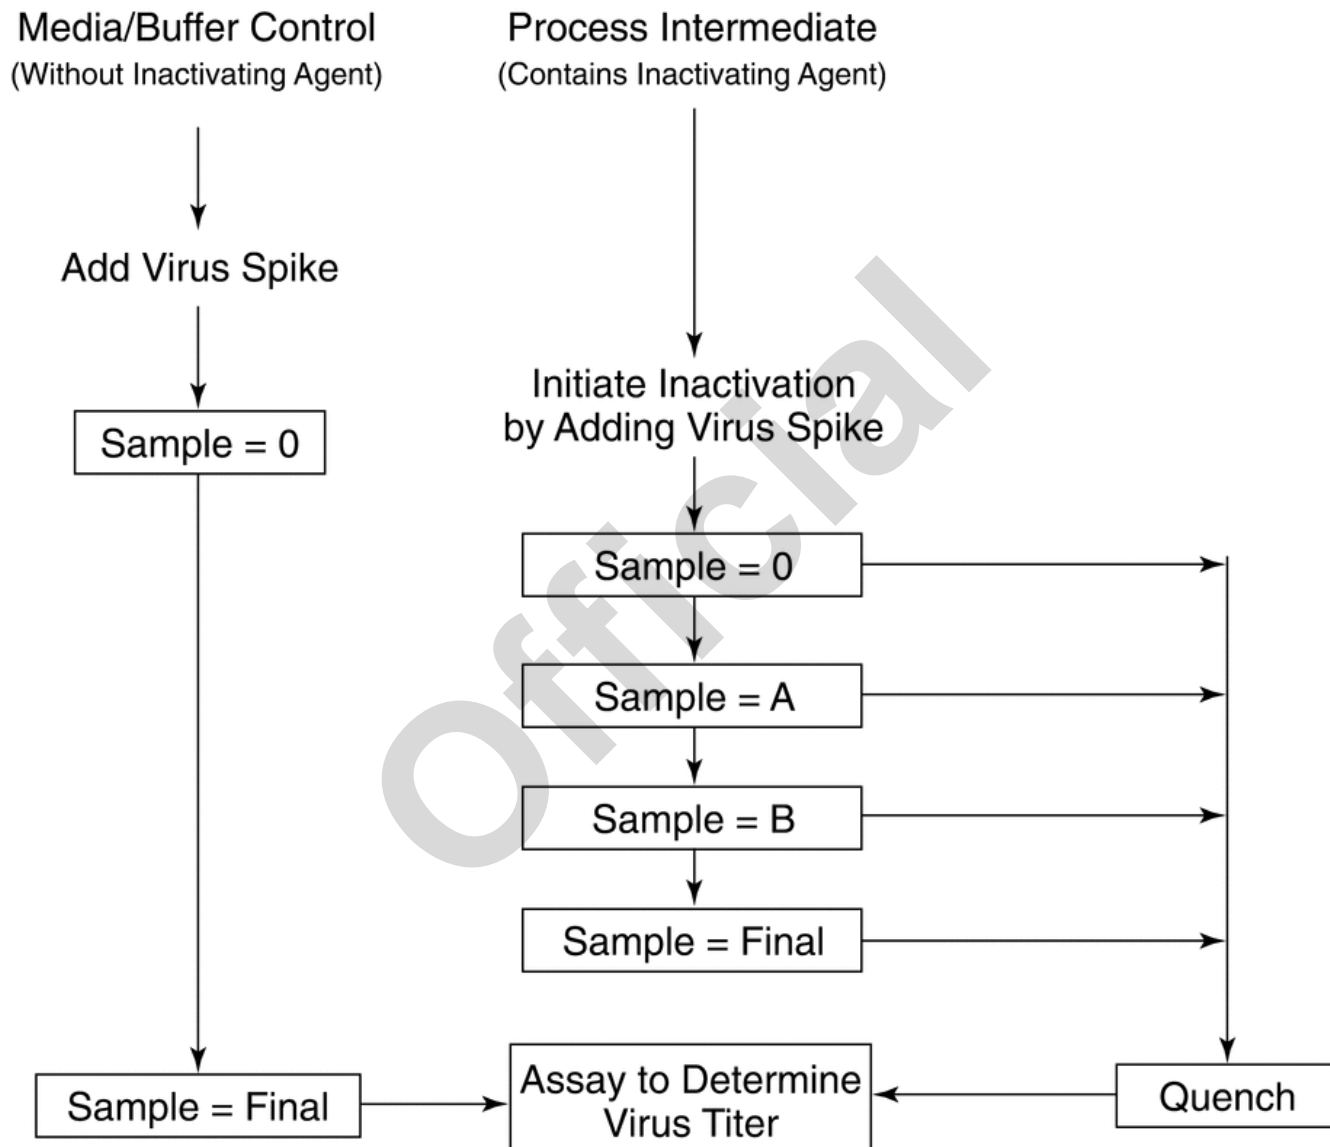 Media/Buffer Control
(Without Inactivating Agent)
Add Virus Spike
Sample = 0
Sample = Final
Process Intermediate
(Contains Inactivating Agent)
Initiate Inactivation
by Adding Virus Spike
Sample = 0
Sample = A
Sample = B
Sample = Final
Quench
Assay to Determine
Virus Titer
Official